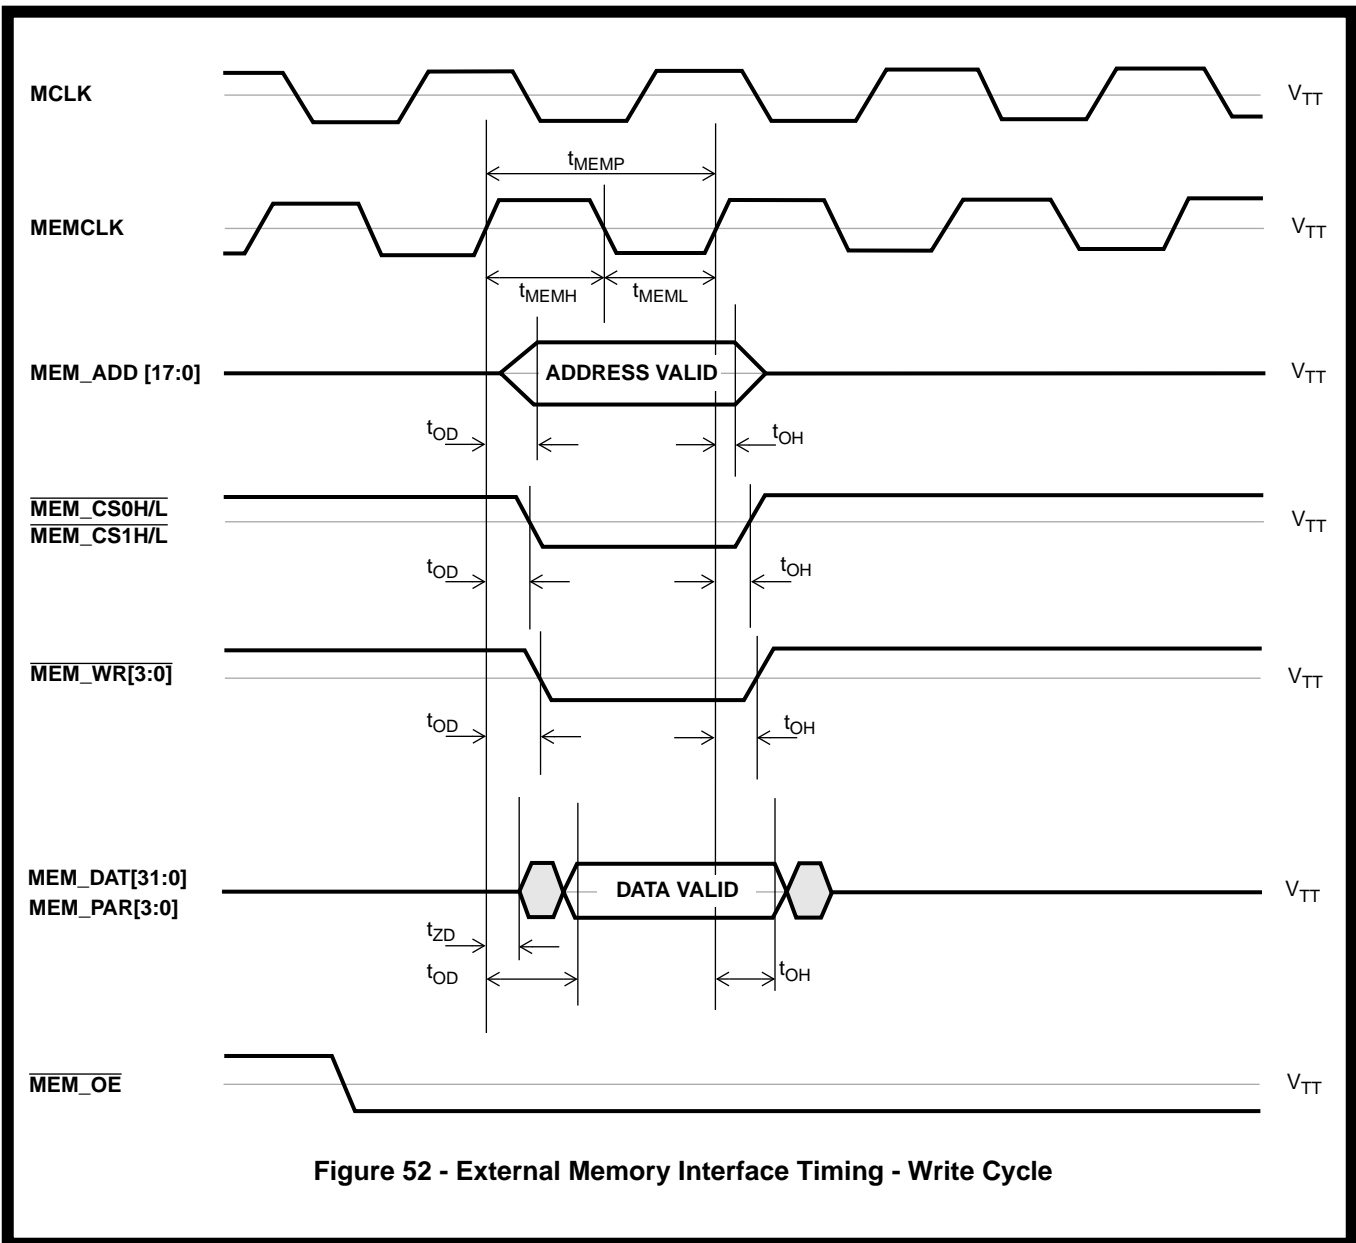 MCLK
V_TT
t_MEMP
MEMCLK
V_TT
t_MEMH
t_MEML
MEM_ADD [17:0]
ADDRESS VALID
V_TT
t_OD
t_OH
MEM_CS0H/L
MEM_CS1H/L
V_TT
t_OD
t_OH
MEM_WR[3:0]
V_TT
t_OD
t_OH
MEM_DAT[31:0]
MEM_PAR[3:0]
DATA VALID
V_TT
t_ZD
t_OD
t_OH
MEM_OE
V_TT
Figure 52 - External Memory Interface Timing - Write Cycle